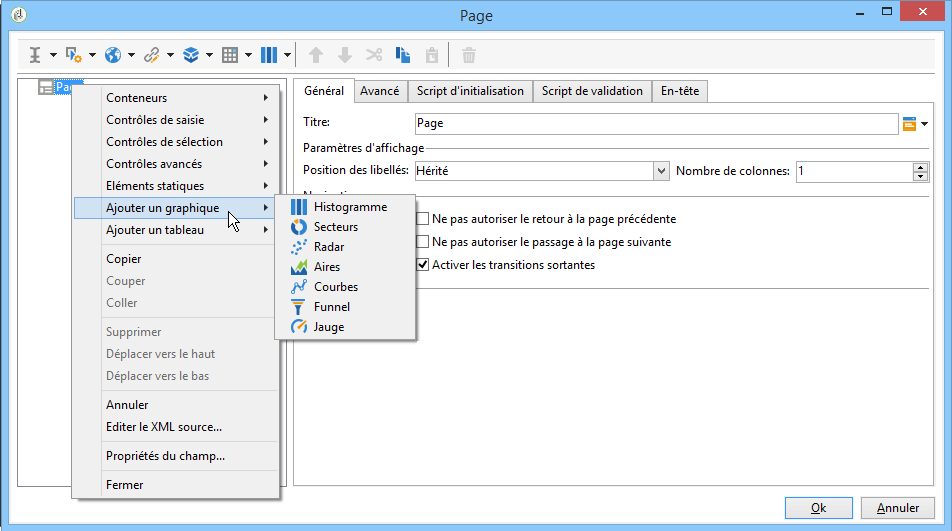 Page
Pag
Général
Avancé
Script d'initialisation
Script de validation
En-tête
Titre:
Page
Paramètres d'affichage
Position des libellés:
Hérité
Nombre de colonnes:
1
Ne pas autoriser le retour à la page précédente
Ne pas autoriser le passage à la page suivante
Activer les transitions sortantes
Conteneurs
Contrôles de saisie
Contrôles de sélection
Contrôles avancés
Eléments statiques
Ajouter un graphique
Ajouter un tableau
Copier
Couper
Coller
Supprimer
Déplacer vers le haut
Déplacer vers le bas
Annuler
Editer le XML source...
Propriétés du champ...
Fermer
Histogramme
Secteurs
Radar
Aires
Courbes
Funnel
Jauge
Ok
Annuler